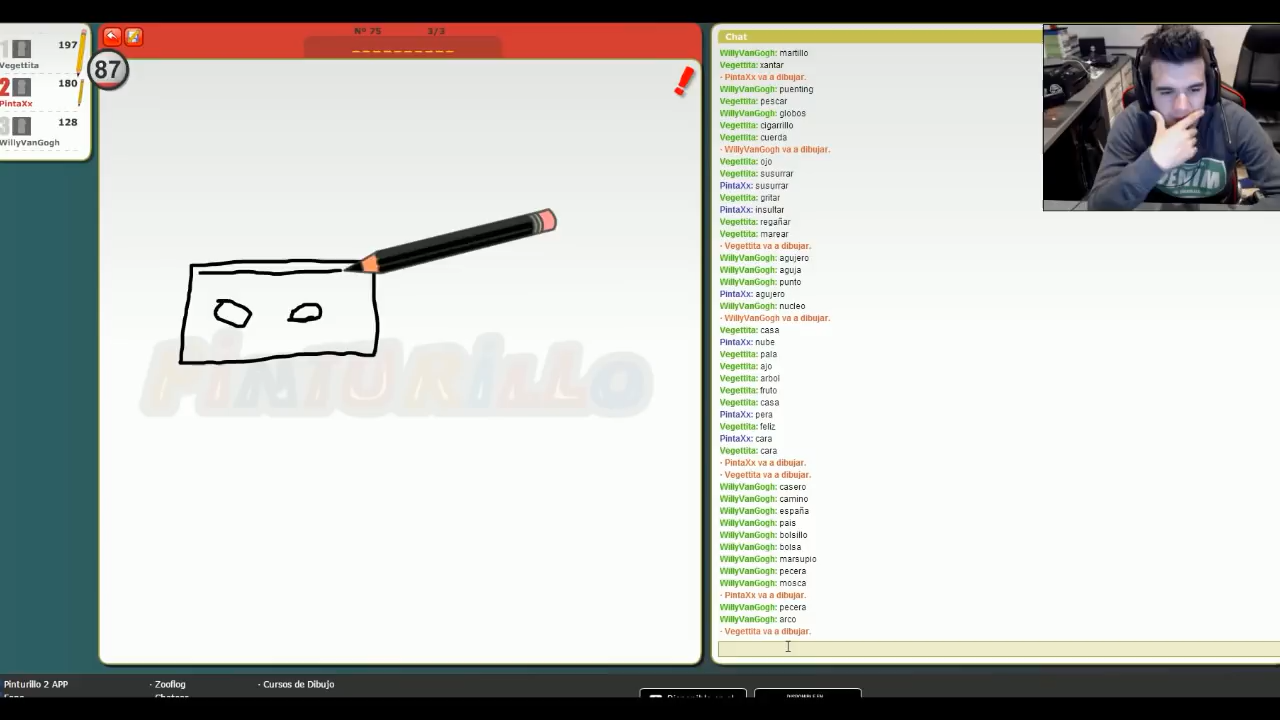 1
197
Vegettita
2
180
PintaXx
3
128
WillyVanGogh
87
Nº 75
3/3
PINTURILLO
Chat
WillyVanGogh: martillo
Vegettita: xantar
· PintaXx va a dibujar.
WillyVanGogh: puenting
Vegettita: pescar
WillyVanGogh: globos
Vegettita: cigarrillo
Vegettita: cuerda
· WillyVanGogh va a dibujar.
Vegettita: ojo
Vegettita: susurrar
PintaXx: susurrar
Vegettita: gritar
PintaXx: insultar
Vegettita: regañar
Vegettita: marear
· Vegettita va a dibujar.
WillyVanGogh: agujero
WillyVanGogh: aguja
WillyVanGogh: punto
PintaXx: agujero
WillyVanGogh: nucleo
· WillyVanGogh va a dibujar.
Vegettita: casa
PintaXx: nube
Vegettita: pala
Vegettita: ajo
Vegettita: arbol
Vegettita: fruto
Vegettita: casa
PintaXx: pera
Vegettita: feliz
PintaXx: cara
Vegettita: cara
· PintaXx va a dibujar.
· Vegettita va a dibujar.
WillyVanGogh: casero
WillyVanGogh: camino
WillyVanGogh: españa
WillyVanGogh: pais
WillyVanGogh: bolsillo
WillyVanGogh: bolsa
WillyVanGogh: marsupio
WillyVanGogh: pecera
WillyVanGogh: mosca
· PintaXx va a dibujar.
WillyVanGogh: pecera
WillyVanGogh: arco
· Vegettita va a dibujar.
Pinturillo 2 APP
· Zooflog
· Cursos de Dibujo